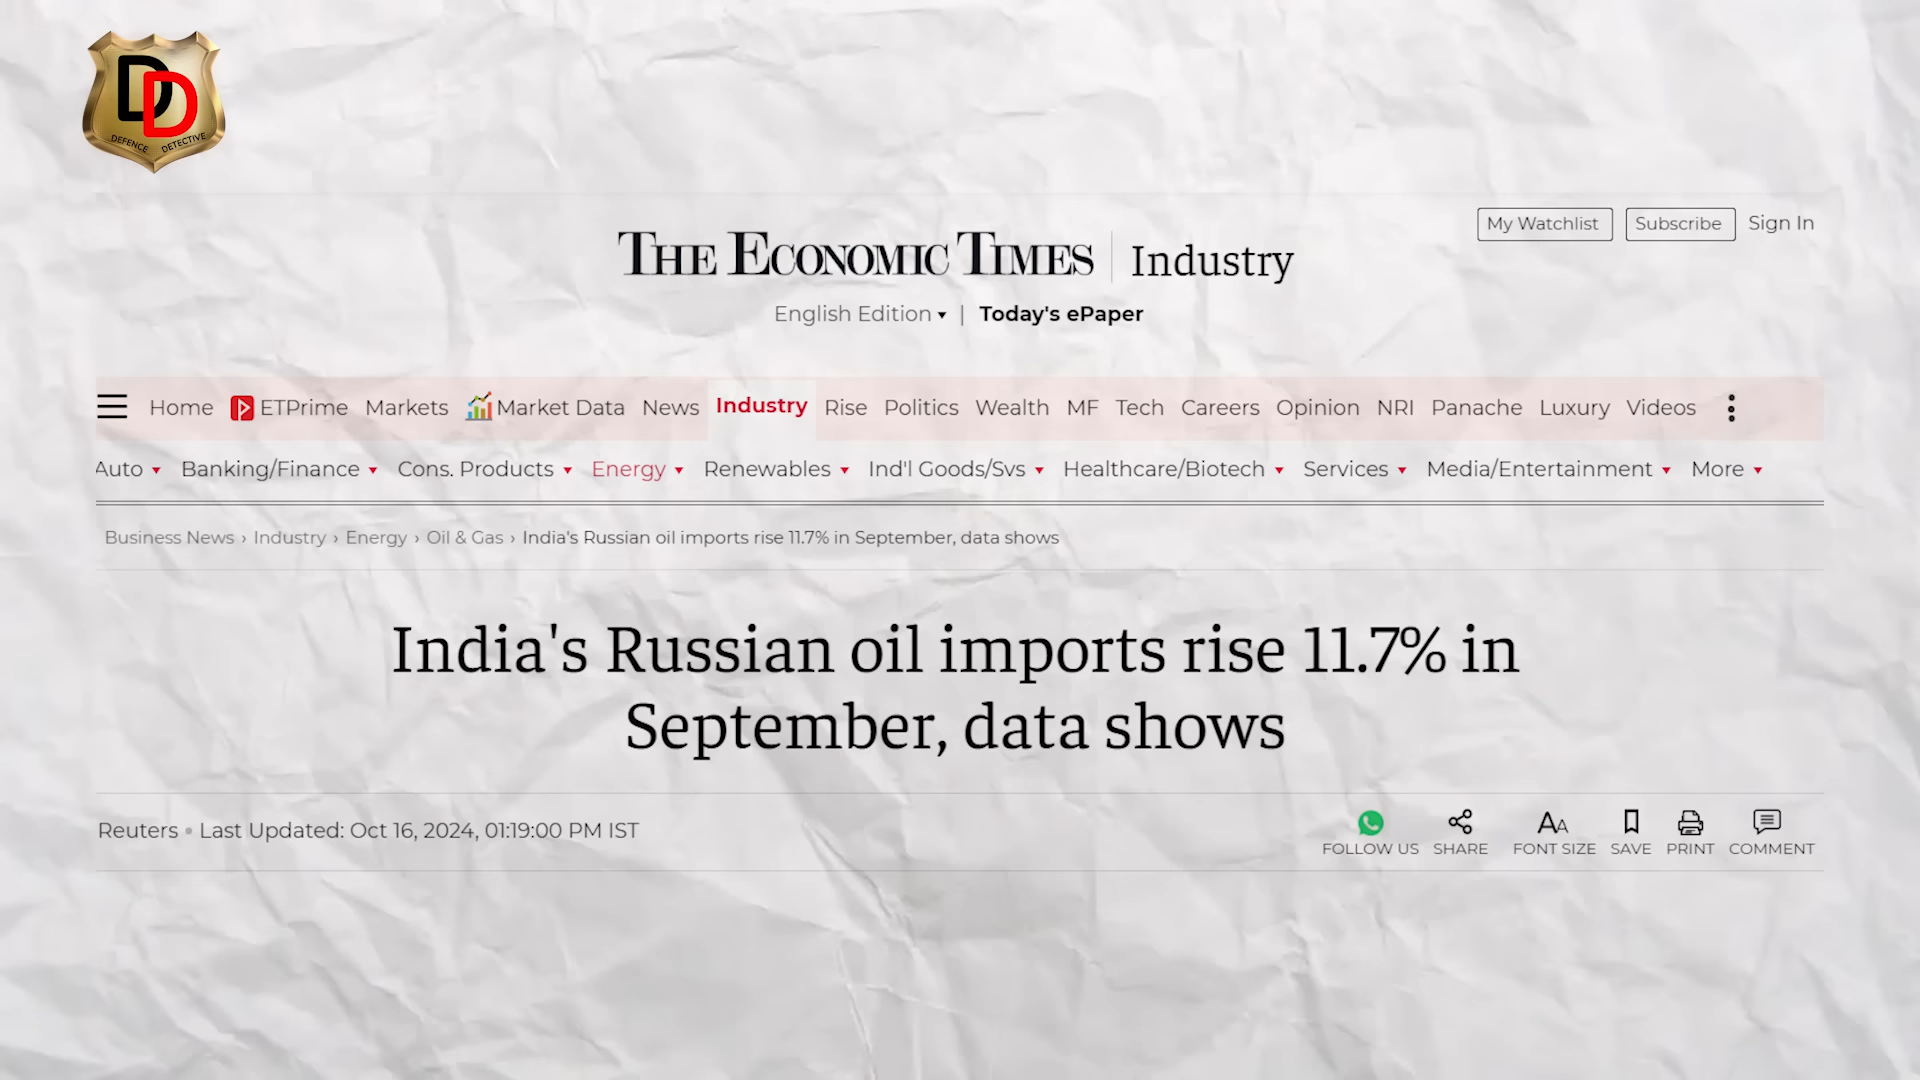 DD
DEFENCE DETECTIVE
My Watchlist Subscribe Sign In
THE ECONOMIC TIMES | Industry
English Edition | Today's ePaper
Home ETPrime Markets Market Data News Industry Rise Politics Wealth MF Tech Careers Opinion NRI Panache Luxury Videos
Auto Banking/Finance Cons. Products Energy Renewables Ind'l Goods/Svs Healthcare/Biotech Services Media/Entertainment More
Business News › Industry › Energy › Oil & Gas › India's Russian oil imports rise 11.7% in September, data shows
India's Russian oil imports rise 11.7% in
September, data shows
Reuters • Last Updated: Oct 16, 2024, 01:19:00 PM IST
FOLLOW US SHARE FONT SIZE SAVE PRINT COMMENT